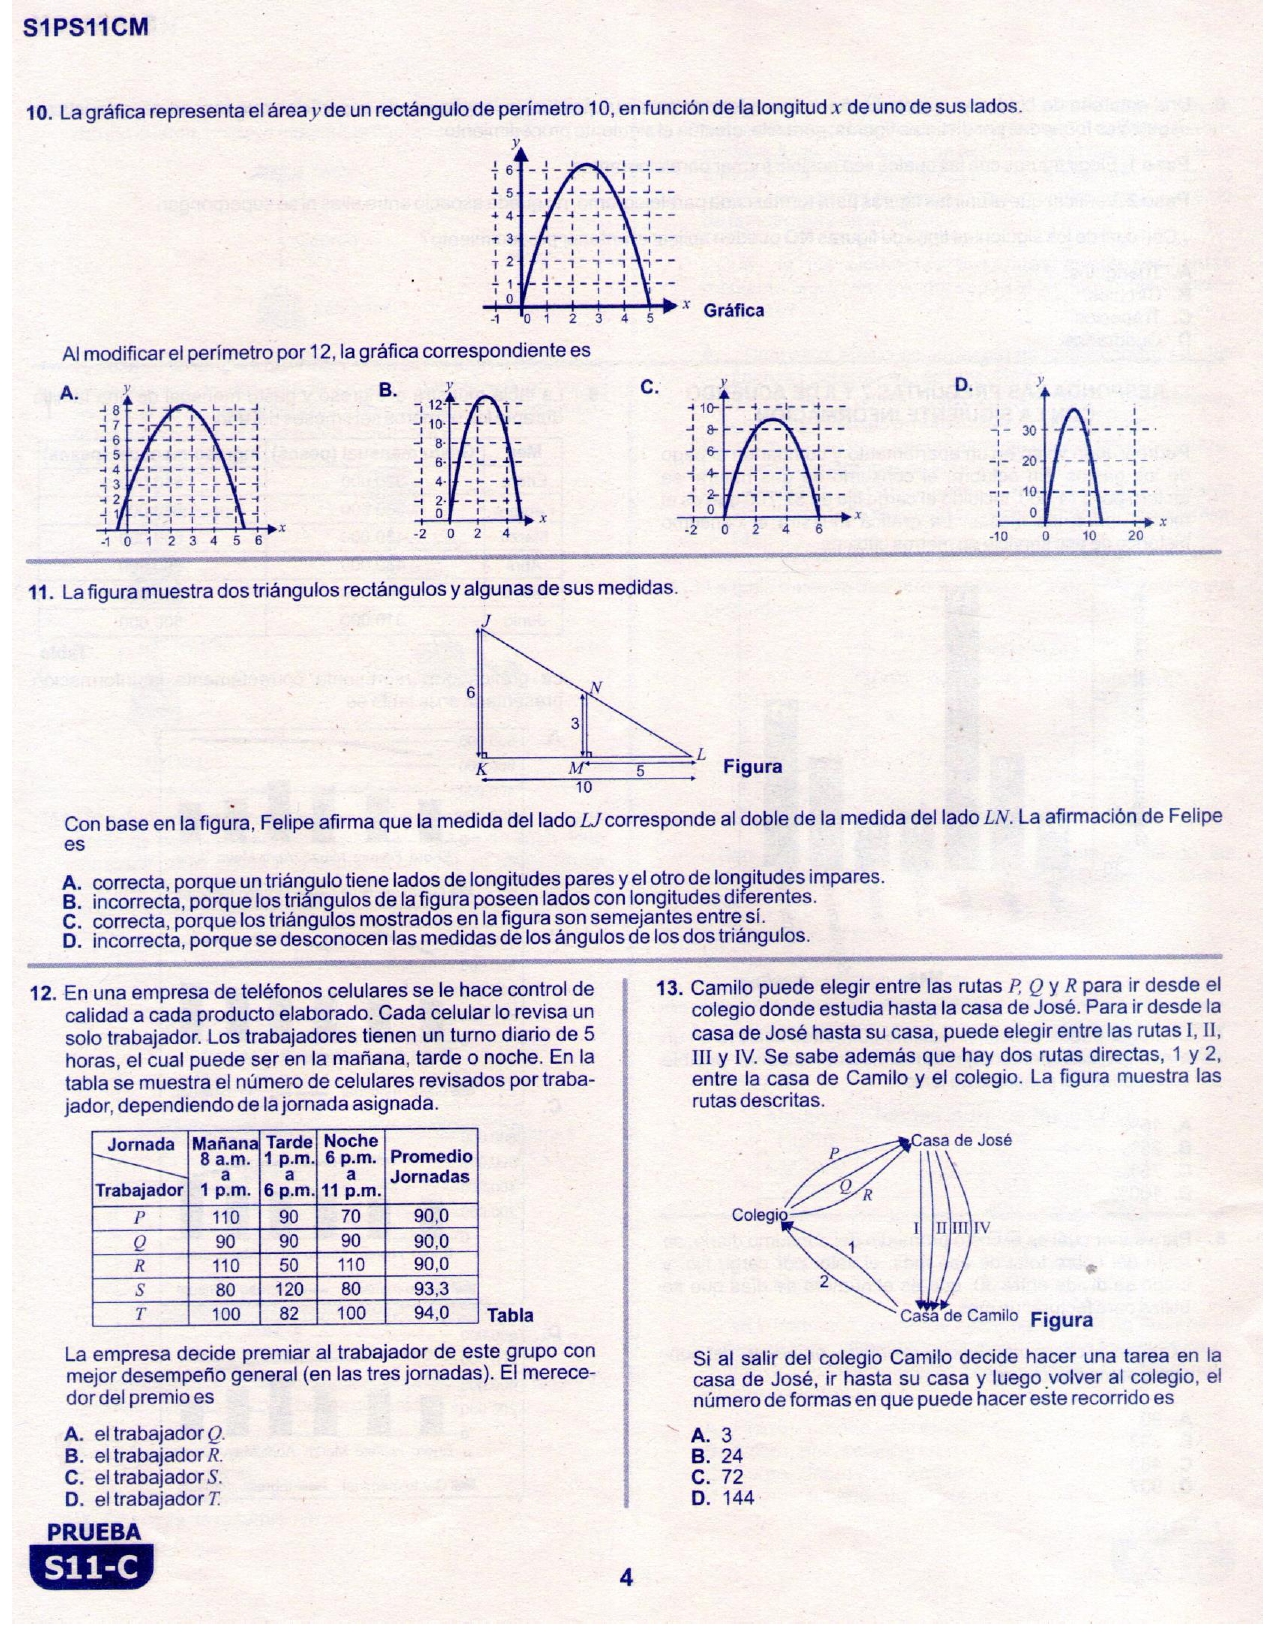 S1PS11CM
10. La gráfica representa el área y de un rectángulo de perímetro 10, en función de la longitud x de uno de sus lados.
y
6
5
4
2
1
0
-1 0 1 2 3 4 5
x
Gráfica
Al modificar el perímetro por 12, la gráfica correspondiente es
A.
y
8
7
6
5
4
3
2
1
-1 0 1 2 3 4 5 6
x
B.
y
12
10
8
6
4
2
0
-2 0 2 4
x
C.
y
10
8
6
4
2
0
-2 0 2 4 6
x
D.
y
30
20
10
0
-10 0 10 20
x
11. La figura muestra dos triángulos rectángulos y algunas de sus medidas.
J
6
N
3
K
M
L
5
10
Figura
Con base en la figura, Felipe afirma que la medida del lado LJ corresponde al doble de la medida del lado LN. La afirmación de Felipe
es
A. correcta, porque un triángulo tiene lados de longitudes pares y el otro de longitudes impares.
B. incorrecta, porque los triángulos de la figura poseen lados con longitudes diferentes.
C. correcta, porque los triángulos mostrados en la figura son semejantes entre sí.
D. incorrecta, porque se desconocen las medidas de los ángulos de los dos triángulos.
12. En una empresa de teléfonos celulares se le hace control de
calidad a cada producto elaborado. Cada celular lo revisa un
solo trabajador. Los trabajadores tienen un turno diario de 5
horas, el cual puede ser en la mañana, tarde o noche. En la
tabla se muestra el número de celulares revisados por traba-
jador, dependiendo de la jornada asignada.
Jornada Mañana Tarde Noche
8 a.m. 1 p.m. 6 p.m. Promedio
a a a Jornadas
Trabajador 1 p.m. 6 p.m. 11 p.m.
P 110 90 70 90,0
Q 90 90 90 90,0
R 110 50 110 90,0
S 80 120 80 93,3
T 100 82 100 94,0
Tabla
La empresa decide premiar al trabajador de este grupo con
mejor desempeño general (en las tres jornadas). El merece-
dor del premio es
A. el trabajador Q.
B. el trabajador R.
C. el trabajador S.
D. el trabajador T.
13. Camilo puede elegir entre las rutas P, Q y R para ir desde el
colegio donde estudia hasta la casa de José. Para ir desde la
casa de José hasta su casa, puede elegir entre las rutas I, II,
III y IV. Se sabe además que hay dos rutas directas, 1 y 2,
entre la casa de Camilo y el colegio. La figura muestra las
rutas descritas.
Casa de José
P
Q
R
Colegio
I II III IV
1
2
Casa de Camilo
Figura
Si al salir del colegio Camilo decide hacer una tarea en la
casa de José, ir hasta su casa y luego volver al colegio, el
número de formas en que puede hacer este recorrido es
A. 3
B. 24
C. 72
D. 144
PRUEBA
S11-C
4